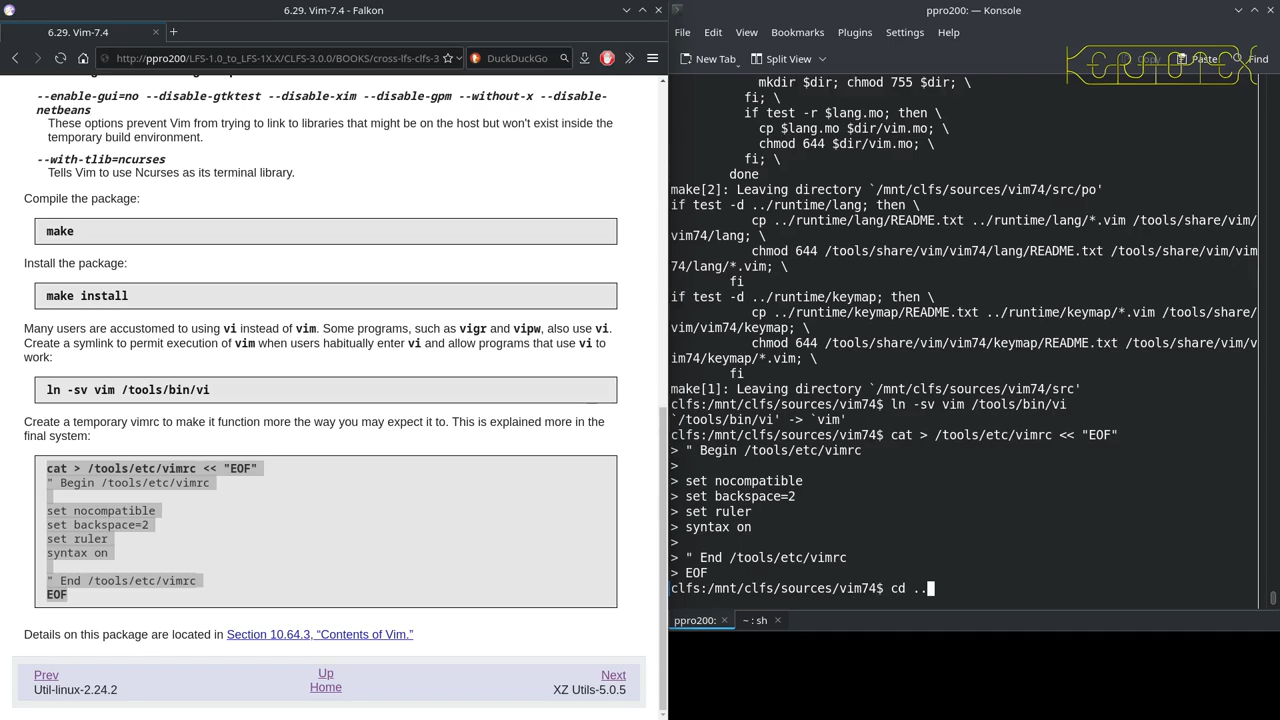 6.29. Vim-7.4 - Falkon
6.29. Vim-7.4
http://ppro200/LFS-1.0_to_LFS-1X.X/CLFS-3.0.0/BOOKS/cross-lfs-clfs-3
DuckDuckGo
--enable-gui=no --disable-gtktest --disable-xim --disable-gpm --without-x --disable-
netbeans
These options prevent Vim from trying to link to libraries that might be on the host but won't exist inside the
temporary build environment.
--with-tlib=ncurses
Tells Vim to use Ncurses as its terminal library.
Compile the package:
make
Install the package:
make install
Many users are accustomed to using vi instead of vim. Some programs, such as vigr and vipw, also use vi.
Create a symlink to permit execution of vim when users habitually enter vi and allow programs that use vi to
work:
ln -sv vim /tools/bin/vi
Create a temporary vimrc to make it function more the way you may expect it to. This is explained more in the
final system:
cat > /tools/etc/vimrc << "EOF"
" Begin /tools/etc/vimrc
set nocompatible
set backspace=2
set ruler
syntax on
" End /tools/etc/vimrc
EOF
Details on this package are located in Section 10.64.3, “Contents of Vim.”
Prev
Util-linux-2.24.2
Up
Home
Next
XZ Utils-5.0.5
ppro200: — Konsole
File Edit View Bookmarks Plugins Settings Help
New Tab Split View Copy Paste Find
mkdir $dir; chmod 755 $dir; \
fi; \
if test -r $lang.mo; then \
cp $lang.mo $dir/vim.mo; \
chmod 644 $dir/vim.mo; \
fi; \
done
make[2]: Leaving directory `/mnt/clfs/sources/vim74/src/po'
if test -d ../runtime/lang; then \
cp ../runtime/lang/README.txt ../runtime/lang/*.vim /tools/share/vim/
vim74/lang; \
chmod 644 /tools/share/vim/vim74/lang/README.txt /tools/share/vim/vim
74/lang/*.vim; \
fi
if test -d ../runtime/keymap; then \
cp ../runtime/keymap/README.txt ../runtime/keymap/*.vim /tools/share/
vim/vim74/keymap; \
chmod 644 /tools/share/vim/vim74/keymap/README.txt /tools/share/vim/v
im74/keymap/*.vim; \
fi
make[1]: Leaving directory `/mnt/clfs/sources/vim74/src'
clfs:/mnt/clfs/sources/vim74$ ln -sv vim /tools/bin/vi
`/tools/bin/vi' -> `vim'
clfs:/mnt/clfs/sources/vim74$ cat > /tools/etc/vimrc << "EOF"
> " Begin /tools/etc/vimrc
>
> set nocompatible
> set backspace=2
> set ruler
> syntax on
>
> " End /tools/etc/vimrc
> EOF
clfs:/mnt/clfs/sources/vim74$ cd ..
ppro200:
~ : sh